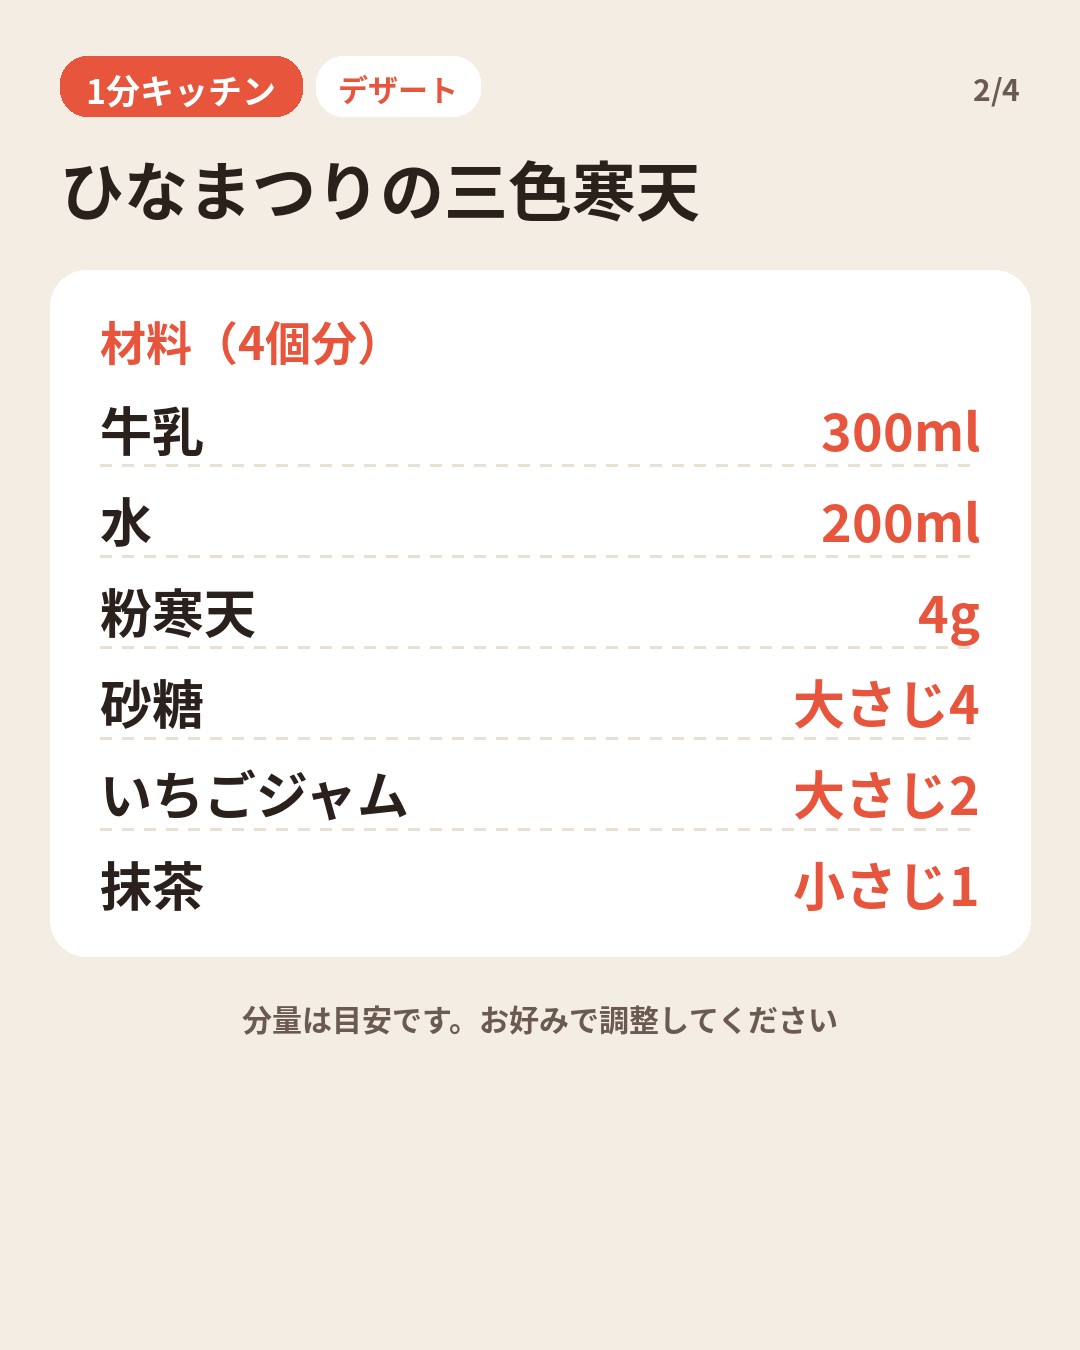 1分キッチン デザート 2/4
ひなまつりの三色寒天
材料（4個分）
牛乳 300ml
水 200ml
粉寒天 4g
砂糖 大さじ4
いちごジャム 大さじ2
抹茶 小さじ1
分量は目安です。お好みで調整してください